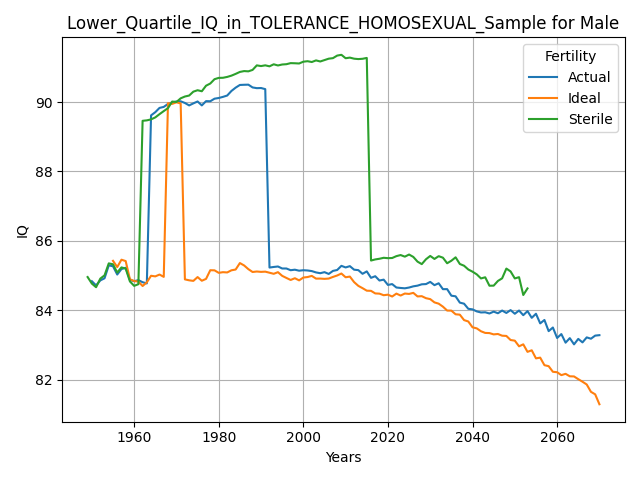 Lower_Quartile_IQ_in_TOLERANCE_HOMOSEXUAL_Sample for Male
Fertility
Actual
Ideal
Sterile
IQ
90
88
86
84
82
1960
1980
2000
2020
2040
2060
Years